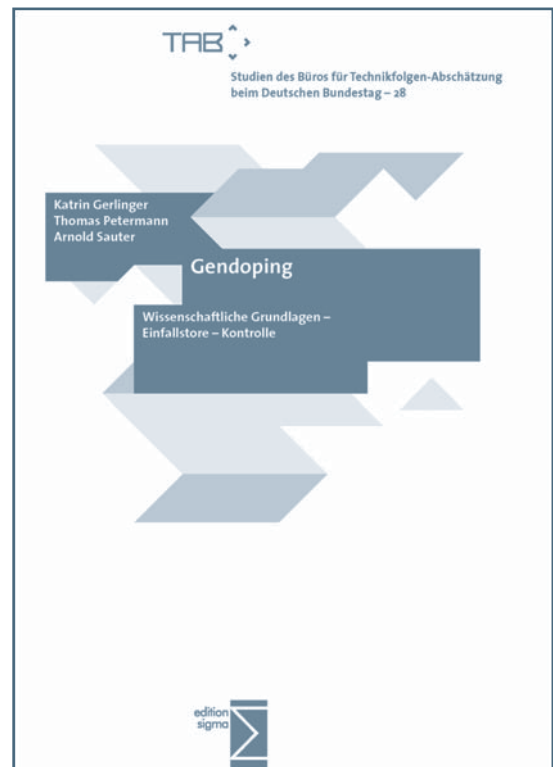 TAB
Studien des Büros für Technikfolgen-Abschätzung
beim Deutschen Bundestag – 28
Katrin Gerlinger
Thomas Petermann
Arnold Sauter
Gendoping
Wissenschaftliche Grundlagen –
Einfallstore – Kontrolle
edition
sigma